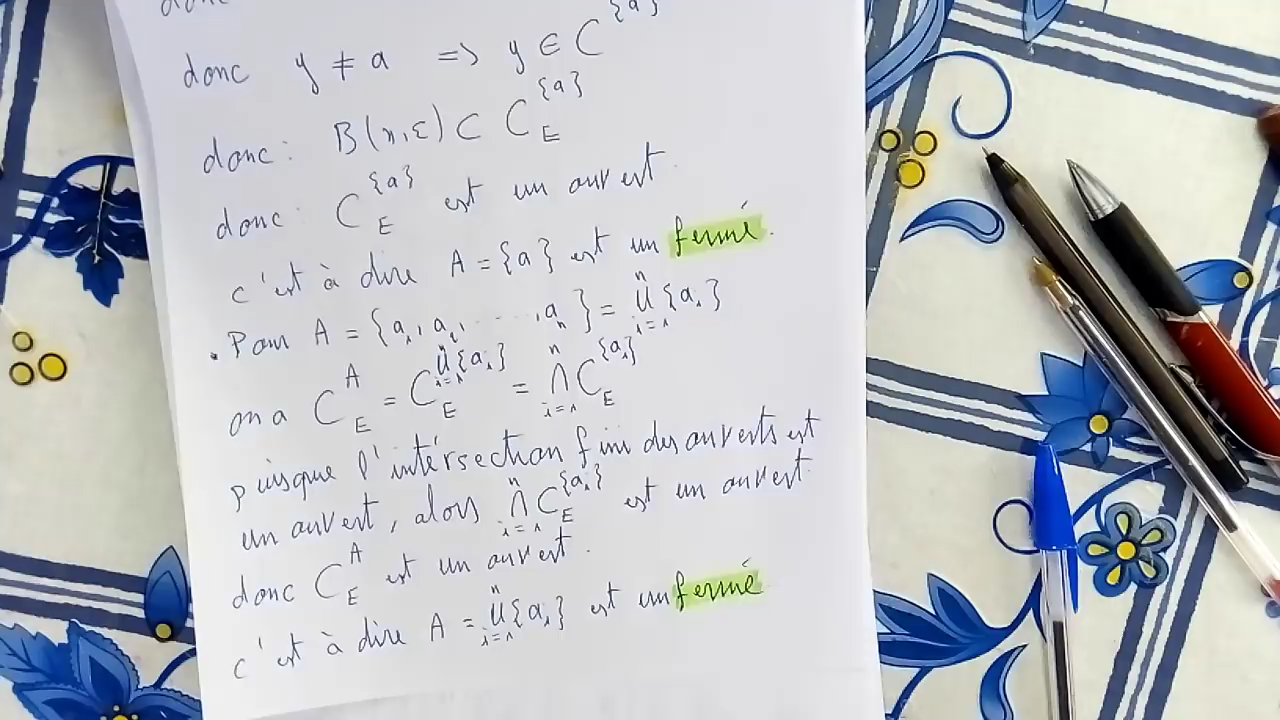 donc
donc y ≠ a => y ∈ C^{a}
donc: B(x,ε) ⊂ C_E^{a}
donc: C_E^{a} est un ouvert.
c'est à dire A = {a} est un fermé.
. Pour A = {a₁, a₂, ....., aₙ} = ⋃_{i=1}^{n} {aᵢ}
on a C_E^A = C_E^{⋃_{i=1}^{n} {aᵢ}} = ⋂_{i=1}^{n} C_E^{aᵢ}
puisque l'intérsection fini des ouverts est
un ouvert, alors ⋂_{i=1}^{n} C_E^{aᵢ} est un ouvert
donc C_E^A est un ouvert.
c'est à dire A = ⋃_{i=1}^{n} {aᵢ} est un fermé